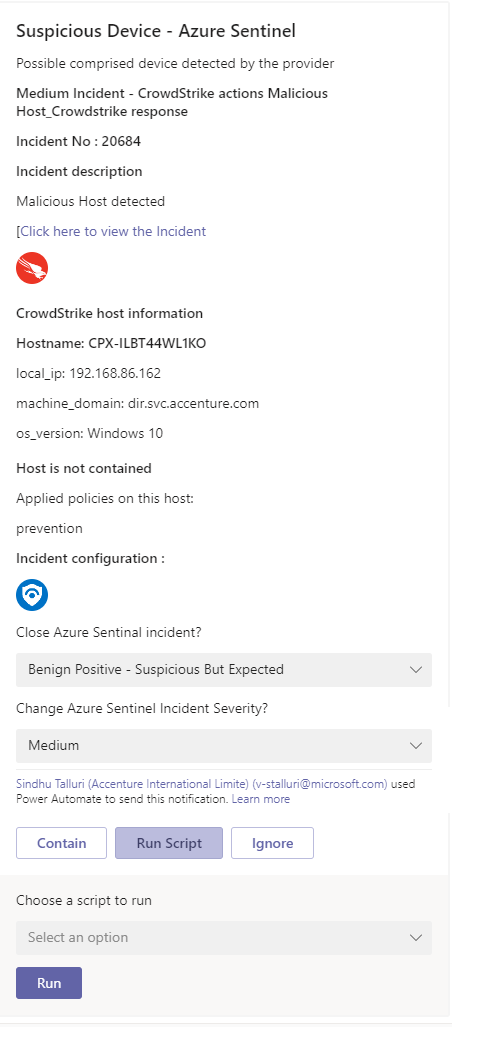 Suspicious Device - Azure Sentinel
Possible comprised device detected by the provider
Medium Incident - CrowdStrike actions Malicious
Host_Crowdstrike response
Incident No : 20684
Incident description
Malicious Host detected
[Click here to view the Incident
CrowdStrike host information
Hostname: CPX-ILBT44WL1KO
local_ip: 192.168.86.162
machine_domain: dir.svc.accenture.com
os_version: Windows 10
Host is not contained
Applied policies on this host:
prevention
Incident configuration :
Close Azure Sentinal incident?
Benign Positive - Suspicious But Expected
Change Azure Sentinel Incident Severity?
Medium
Sindhu Talluri (Accenture International Limite) (v-stalluri@microsoft.com) used
Power Automate to send this notification. Learn more
Contain Run Script Ignore
Choose a script to run
Select an option
Run